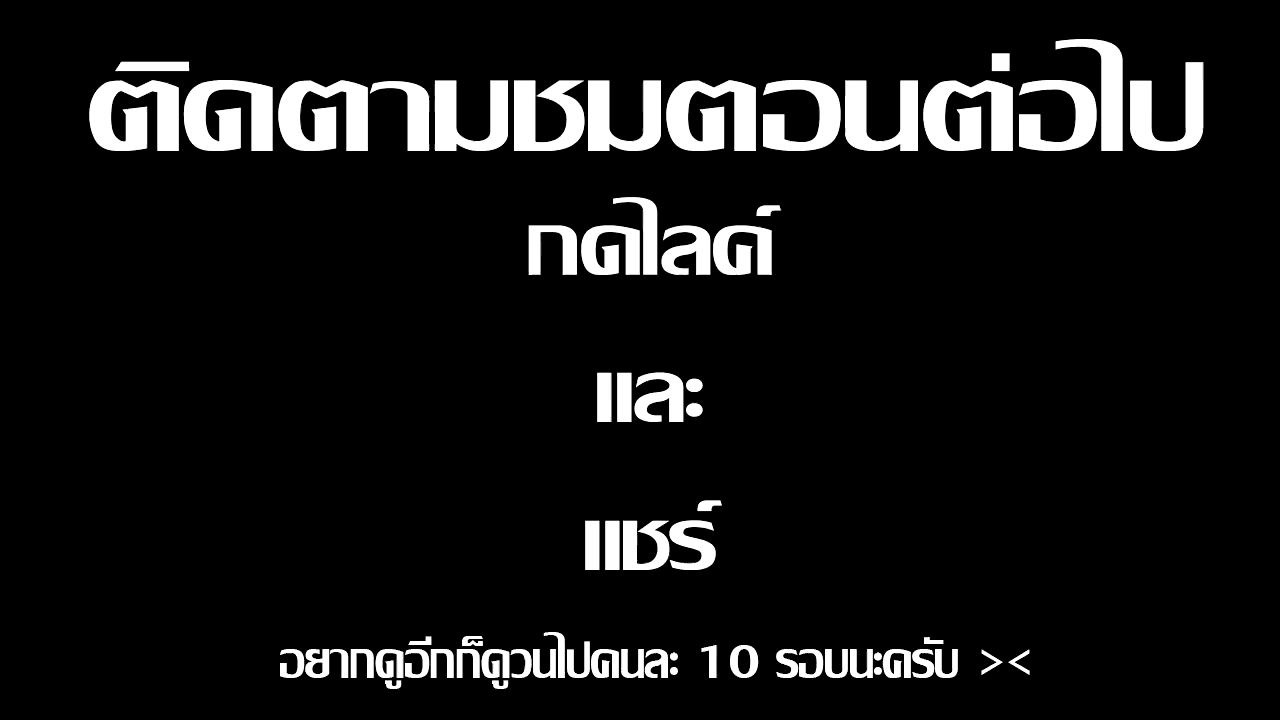 ติดตามชมตอนต่อไป
กดไลค์
และ
แชร์
อยากดูอีกก็ดูวนไปคนละ 10 รอบนะครับ ><